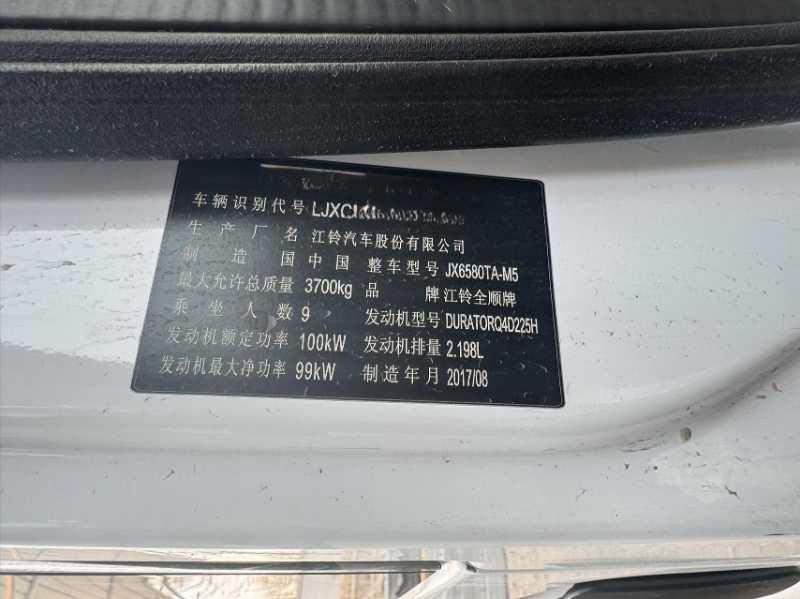 车辆识别代号 LJXC
生产厂名 江铃汽车股份有限公司
制造国 中国 整车型号 JX6580TA-M5
最大允许总质量 3700kg 品牌 江铃全顺牌
乘坐人数 9 发动机型号 DURATORQ4D225H
发动机额定功率 100kW 发动机排量 2.198L
发动机最大净功率 99kW 制造年月 2017/08